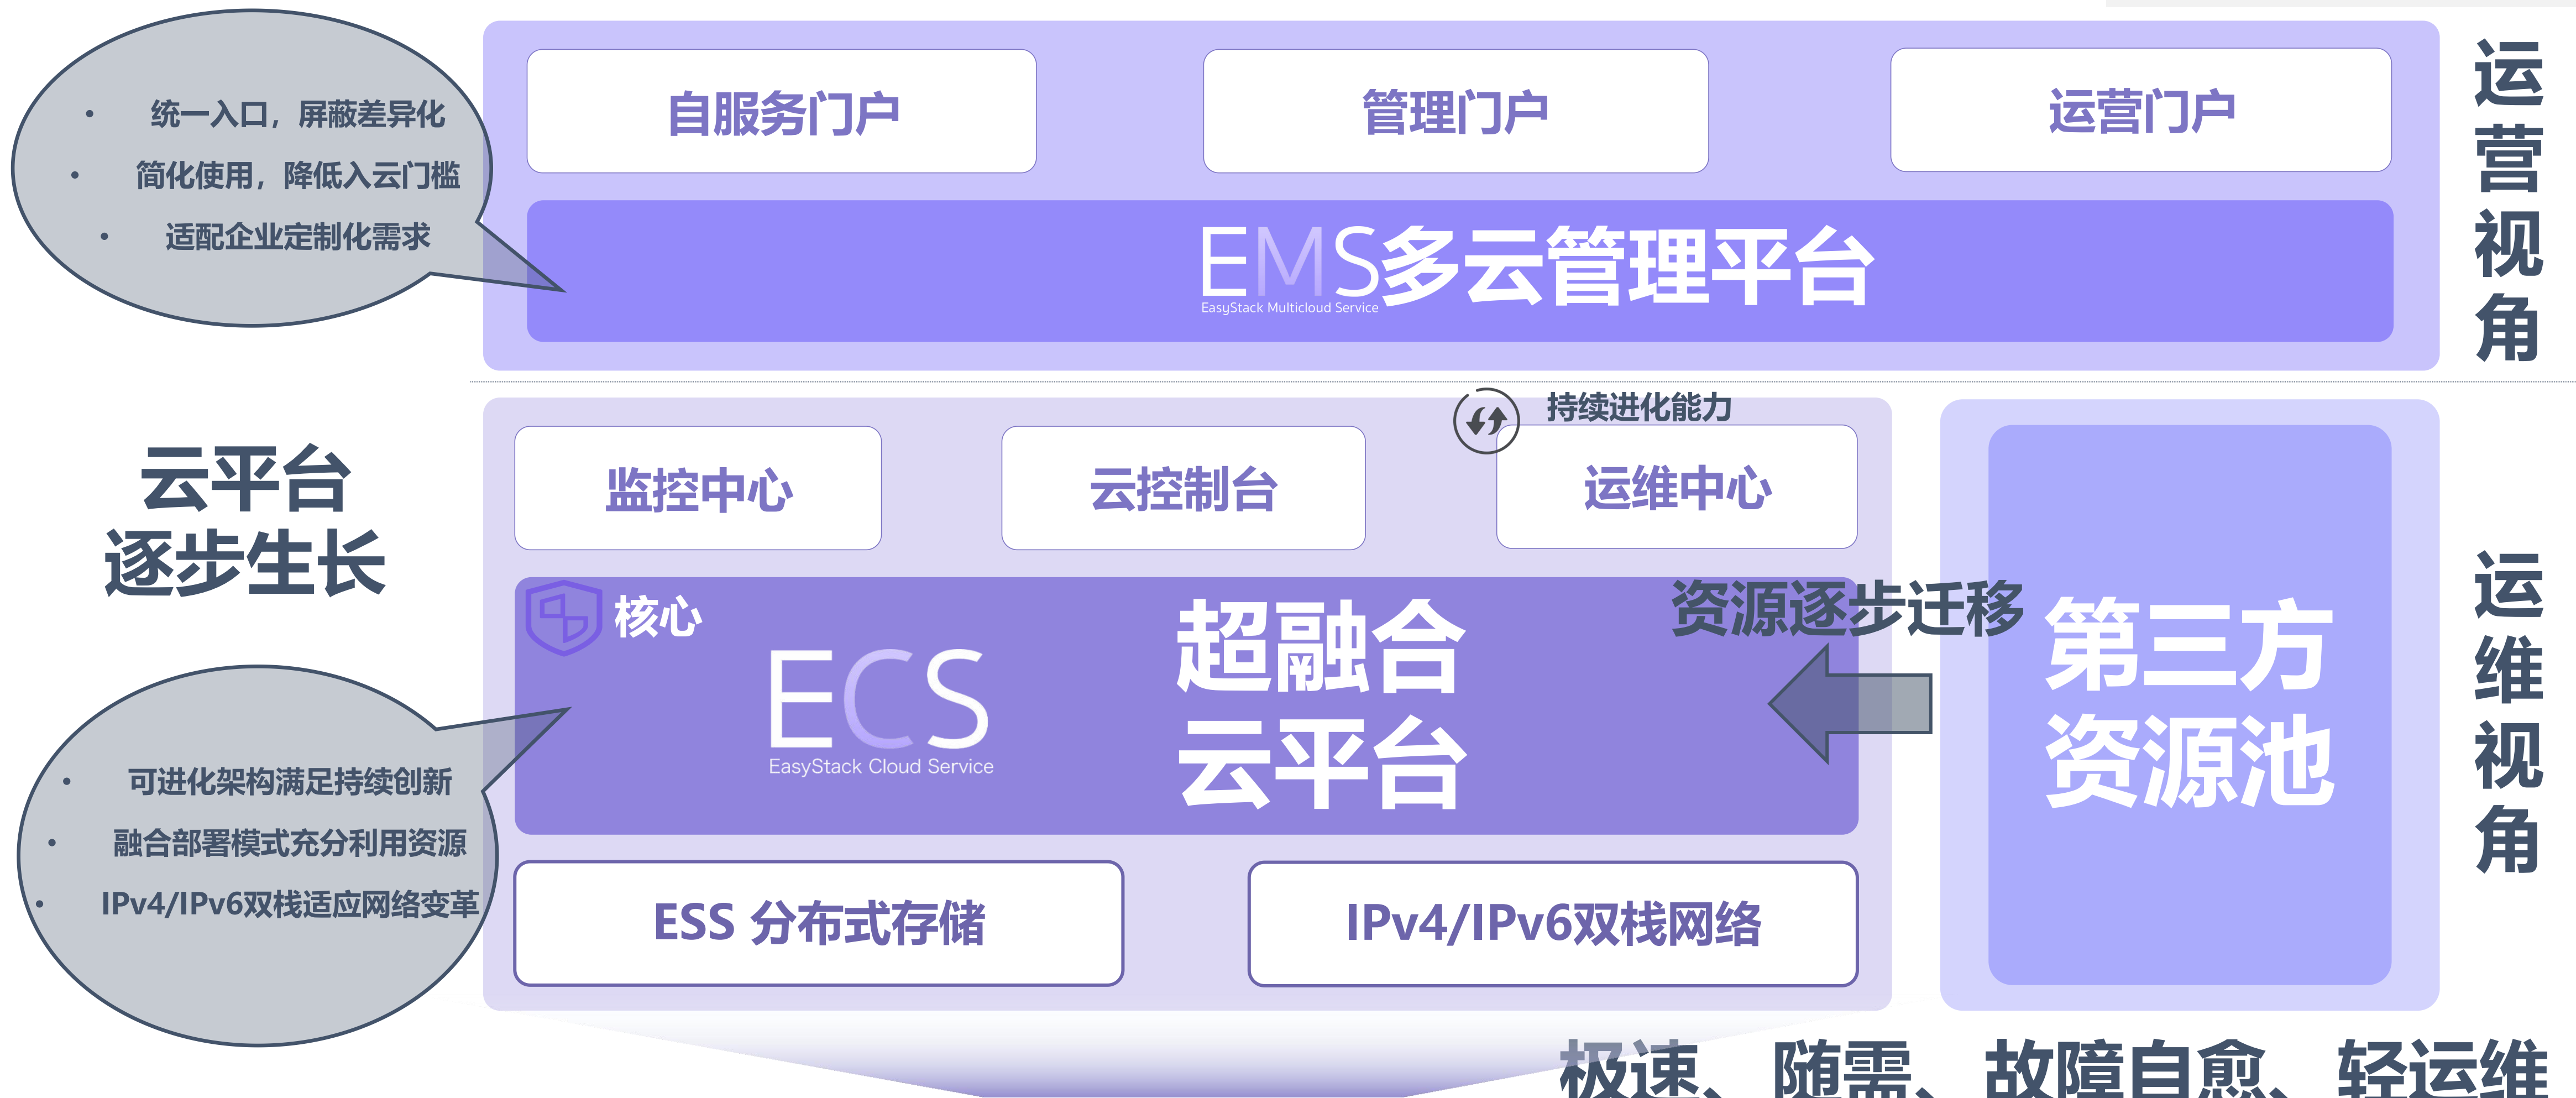 统一入口，屏蔽差异化
简化使用，降低入云门槛
适配企业定制化需求
自服务门户
管理门户
运营门户
EMS多云管理平台
EasyStack Multicloud Service
运营视角
云平台
逐步生长
持续进化能力
监控中心
云控制台
运维中心
核心
ECS
EasyStack Cloud Service
超融合
云平台
资源逐步迁移
第三方
资源池
运维视角
可进化架构满足持续创新
融合部署模式充分利用资源
IPv4/IPv6双栈适应网络变革
ESS 分布式存储
IPv4/IPv6双栈网络
极速、随需、故障自愈、轻运维